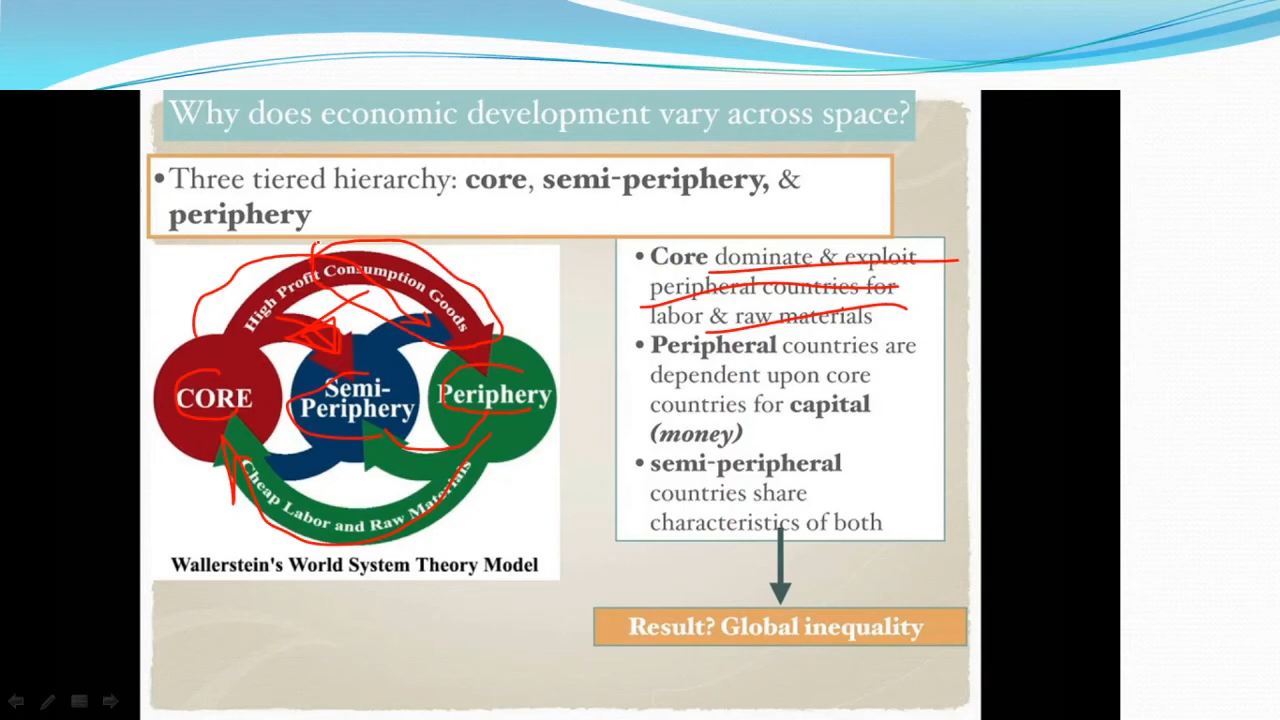 Why does economic development vary across space?
•Three tiered hierarchy: core, semi-periphery, &
periphery
High Profit Consumption Goods
CORE
Semi-
Periphery
Periphery
Cheap Labor and Raw Materials
Wallerstein's World System Theory Model
• Core dominate & exploit
peripheral countries for
labor & raw materials
• Peripheral countries are
dependent upon core
countries for capital
(money)
• semi-peripheral
countries share
characteristics of both
Result? Global inequality